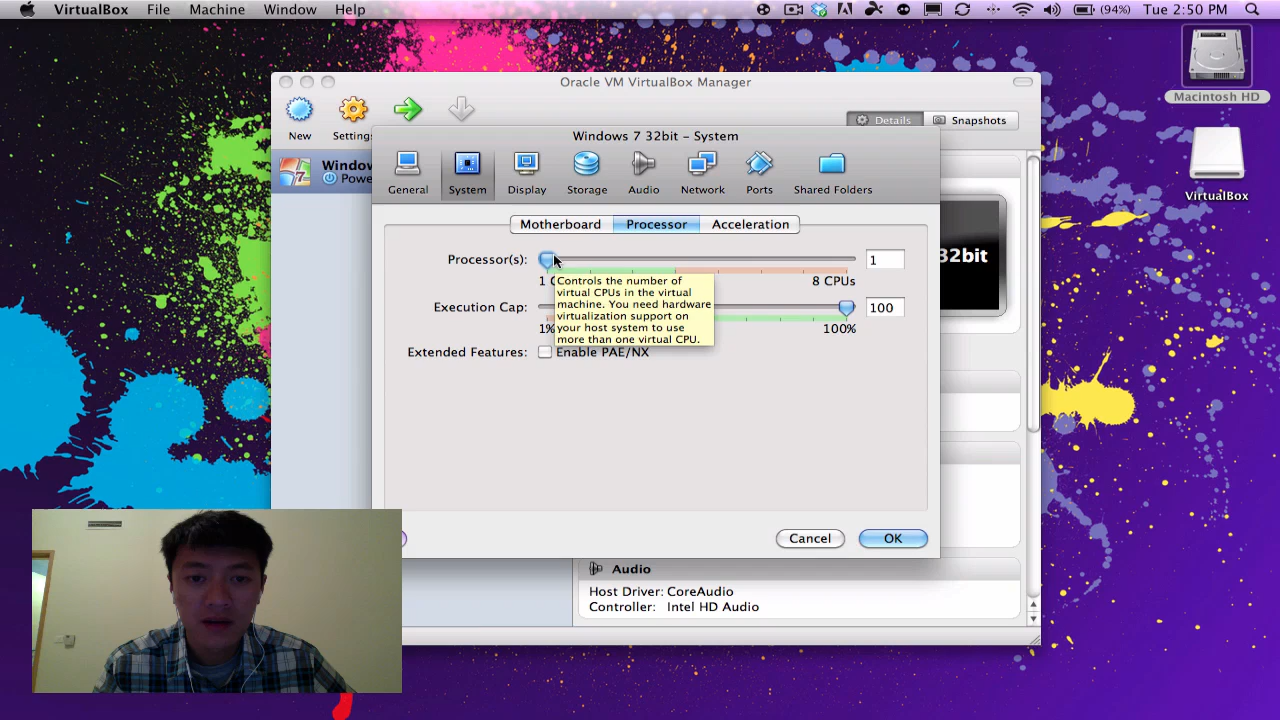 VirtualBox File Machine Window Help
(94%) Tue 2:50 PM
Macintosh HD
VirtualBox
Oracle VM VirtualBox Manager
New
Settings
Details
Snapshots
Window
Powe
32bit
Windows 7 32bit – System
General
System
Display
Storage
Audio
Network
Ports
Shared Folders
Motherboard
Processor
Acceleration
Processor(s):
1
1 C
8 CPUs
Controls the number of
virtual CPUs in the virtual
machine. You need hardware
virtualization support on
your host system to use
more than one virtual CPU.
Execution Cap:
100
1%
100%
Extended Features:
Enable PAE/NX
Cancel
OK
Audio
Host Driver: CoreAudio
Controller: Intel HD Audio